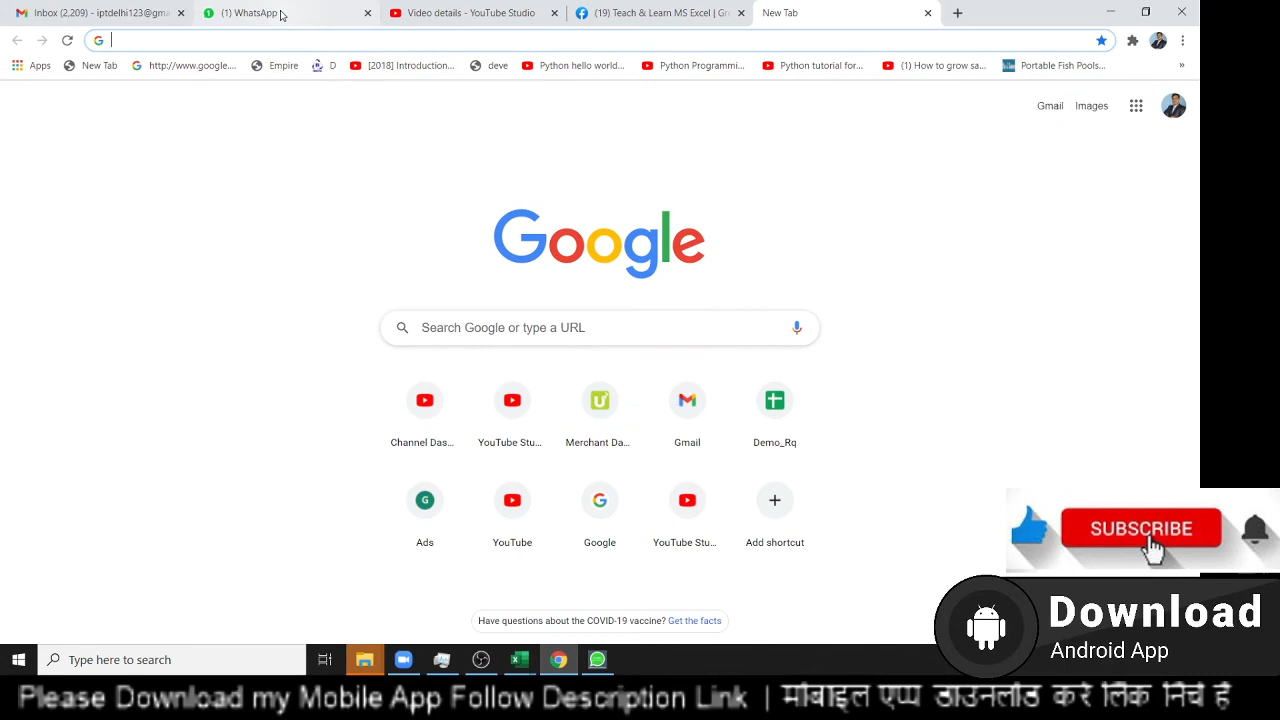 Inbox (2,209) - iptdelhi123@gma
1
(1) WhatsApp
Video details - YouTube Studio
(19) Teach & Learn MS Excel | Gr
New Tab
Apps
New Tab
http://www.google....
Empire
D
[2018] Introduction...
deve
Python hello world...
Python Programmi...
Python tutorial for...
(1) How to grow sa...
Portable Fish Pools...
»
Gmail
Images
Google
Search Google or type a URL
Channel Das...
YouTube Stu...
Merchant Da...
Gmail
Demo_Rq
G
Ads
YouTube
Google
YouTube Stu...
Add shortcut
SUBSCRIBE
Have questions about the COVID-19 vaccine? Get the facts
Download
Android App
Type here to search
Please Download my Mobile App Follow Description Link | मोबाइल एप्प डाउनलोड करे लिंक निचे है